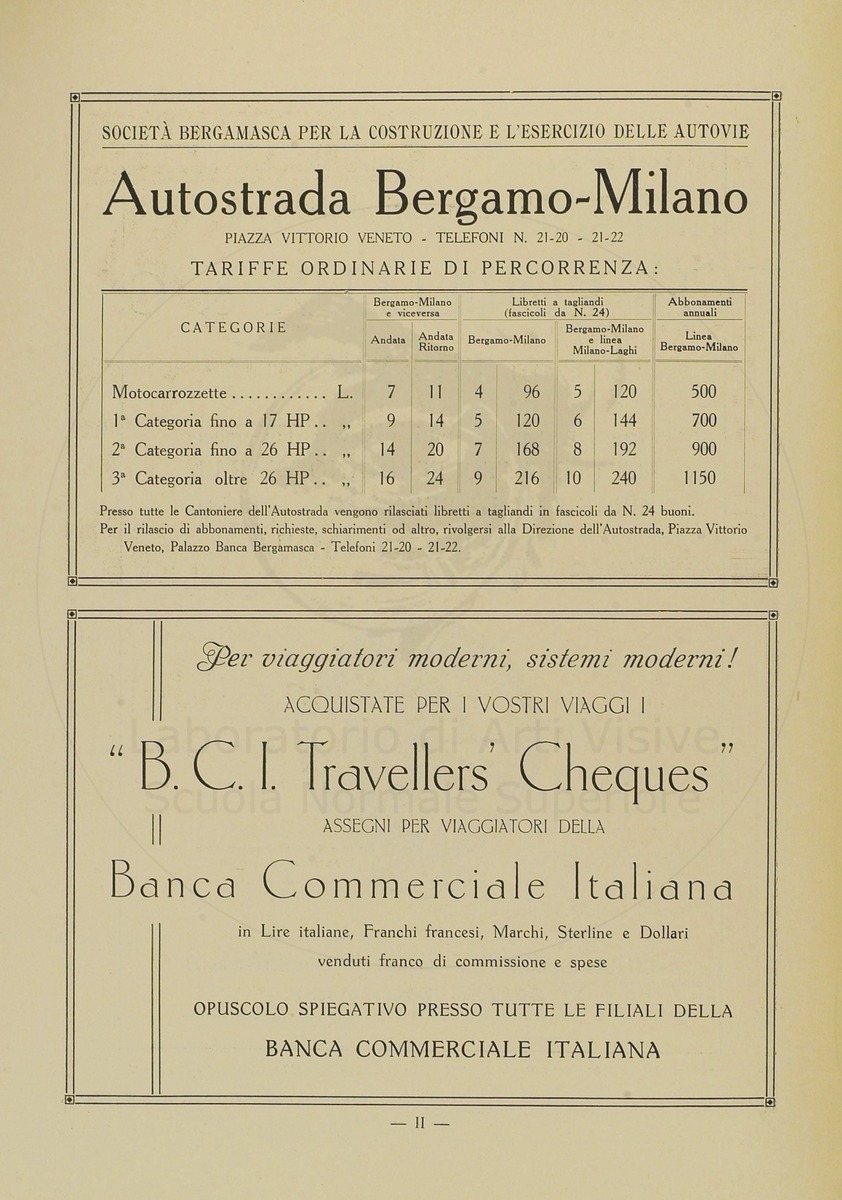 SOCIETÀ BERGAMASCA PER LA COSTRUZIONE E L'ESERCIZIO DELLE AUTOVIE
Autostrada Bergamo-Milano
PIAZZA VITTORIO VENETO - TELEFONI N. 21-20 - 21-22
TARIFFE ORDINARIE DI PERCORRENZA:
CATEGORIE
Bergamo-Milano
e viceversa
Andata
Andata
Ritorno
Libretti a tagliandi
(fascicoli da N. 24)
Bergamo-Milano
Bergamo-Milano
e linea
Milano-Laghi
Abbonamenti
annuali
Linea
Bergamo-Milano
Motocarrozzette ............ L. 7 11 4 96 5 120 500
1ª Categoria fino a 17 HP.. ,, 9 14 5 120 6 144 700
2ª Categoria fino a 26 HP.. ,, 14 20 7 168 8 192 900
3ª Categoria oltre 26 HP.. ,, 16 24 9 216 10 240 1150
Presso tutte le Cantoniere dell'Autostrada vengono rilasciati libretti a tagliandi in fascicoli da N. 24 buoni.
Per il rilascio di abbonamenti, richieste, schiarimenti od altro, rivolgersi alla Direzione dell'Autostrada, Piazza Vittorio
Veneto, Palazzo Banca Bergamasca - Telefoni 21-20 - 21-22.
Per viaggiatori moderni, sistemi moderni!
ACQUISTATE PER I VOSTRI VIAGGI I
Laboratorio di Arti Visive
“B. C. I. Travellers' Cheques”
Scuola Normale Superiore
ASSEGNI PER VIAGGIATORI DELLA
Banca Commerciale Italiana
in Lire italiane, Franchi francesi, Marchi, Sterline e Dollari
venduti franco di commissione e spese
OPUSCOLO SPIEGATIVO PRESSO TUTTE LE FILIALI DELLA
BANCA COMMERCIALE ITALIANA
— II —